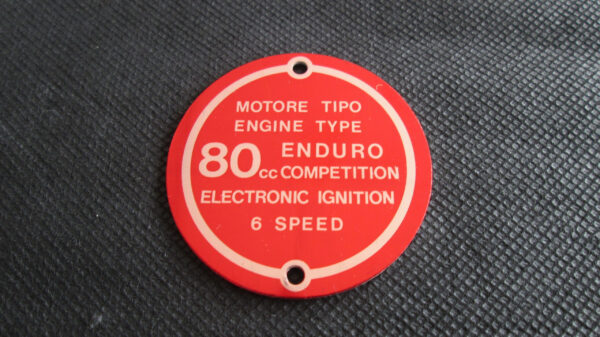 MOTORE TIPO
ENGINE TYPE
80cc ENDURO
COMPETITION
ELECTRONIC IGNITION
6 SPEED